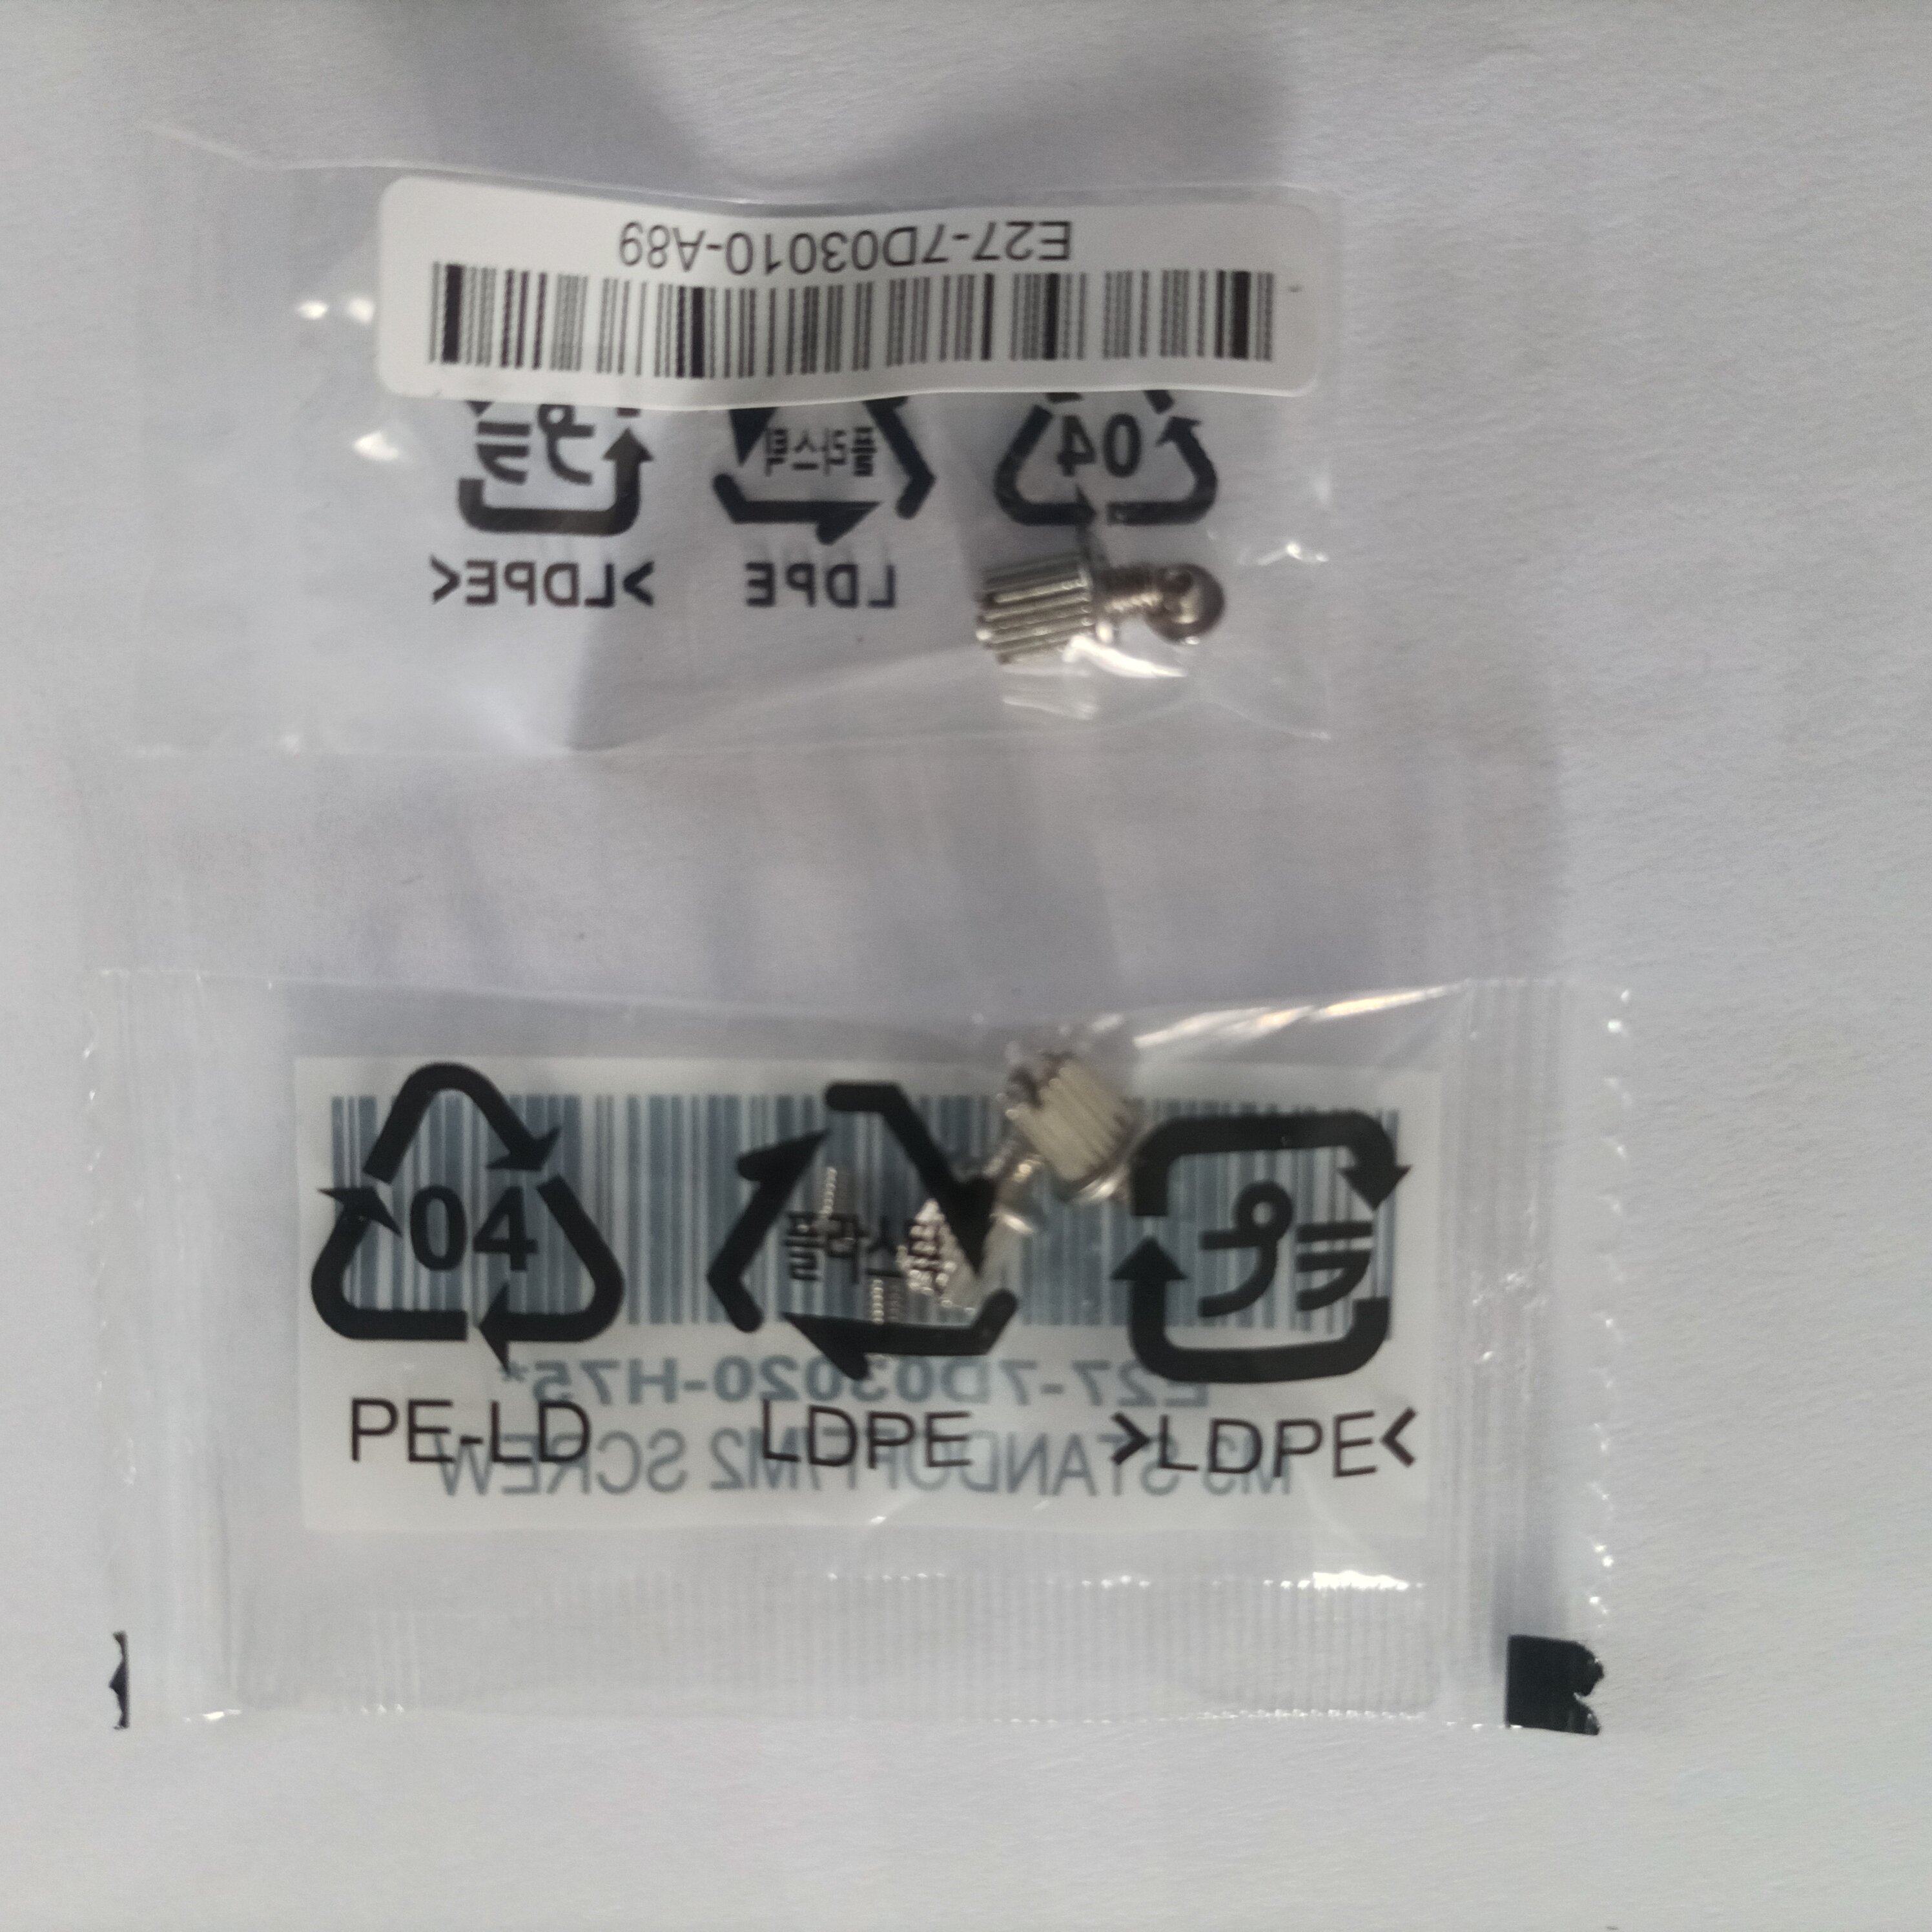 E27-7D03010-A89
プラ
플라스틱
04
>LDPE<
LDPE
04
플라스틱
プラ
E27-7D03020-H75*
PE-LD
LDPE
>LDPE<
M3 STANDOFF/M2 SCREW